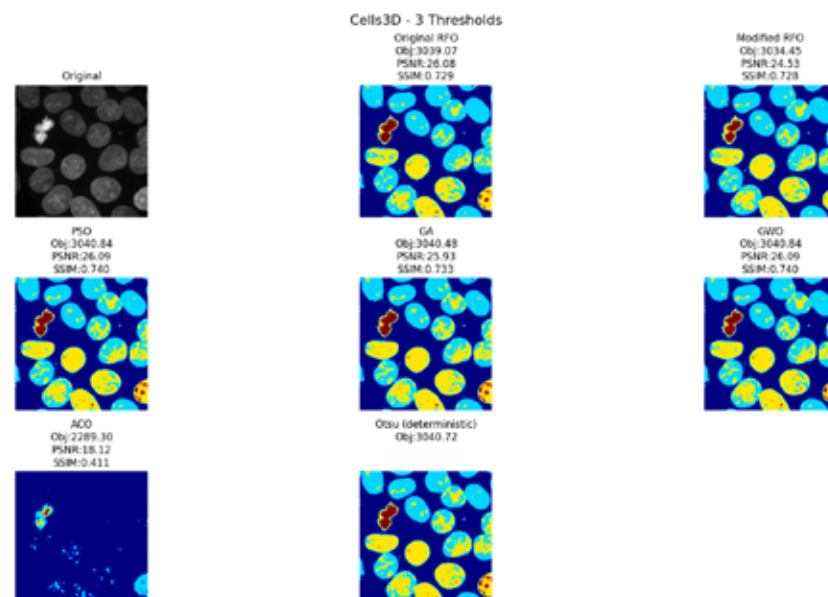 Cells3D - 3 Thresholds
Original
Original RFO
Obj:3039.07
PSNR:26.08
SSIM:0.729
Modified RFO
Obj:3034.45
PSNR:24.53
SSIM:0.728
PSO
Obj:3040.84
PSNR:26.09
SSIM:0.740
GA
Obj:3040.48
PSNR:25.93
SSIM:0.733
GWO
Obj:3040.84
PSNR:26.09
SSIM:0.740
ACO
Obj:2289.30
PSNR:18.12
SSIM:0.411
Otsu (deterministic)
Obj:3040.72